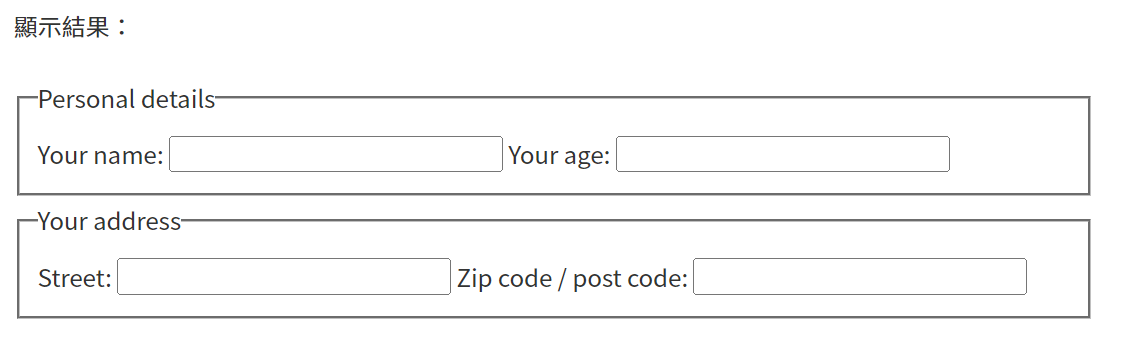 顯示結果：
Personal details
Your name: Your age:
Your address
Street: Zip code / post code: